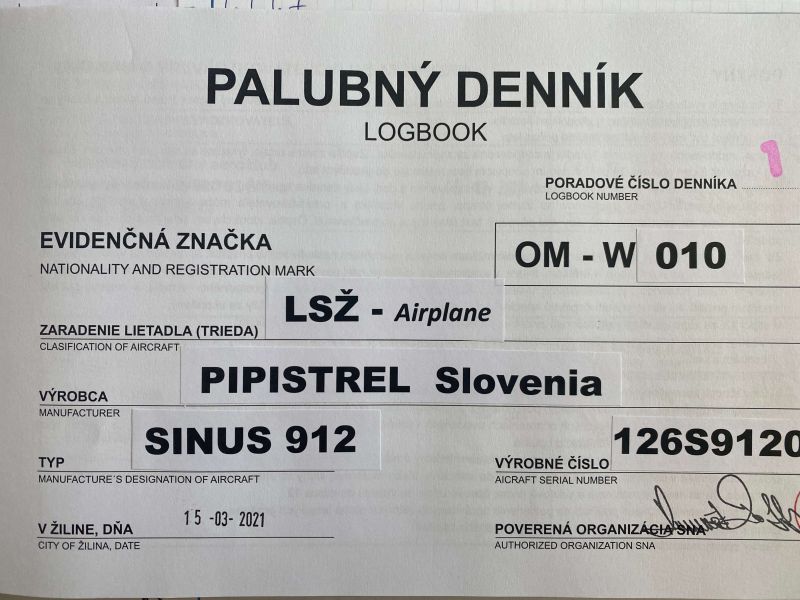 PALUBNÝ DENNÍK
LOGBOOK
1
PORADOVÉ ČÍSLO DENNÍKA
LOGBOOK NUMBER
EVIDENČNÁ ZNAČKA
NATIONALITY AND REGISTRATION MARK
OM - W 010
LSŽ - Airplane
ZARADENIE LIETADLA (TRIEDA)
CLASIFICATION OF AIRCRAFT
PIPISTREL Slovenia
VÝROBCA
MANUFACTURER
SINUS 912
TYP
MANUFACTURE´S DESIGNATION OF AIRCRAFT
126S9120
VÝROBNÉ ČÍSLO
AICRAFT SERIAL NUMBER
V ŽILINE, DŇA
15 -03- 2021
CITY OF ŽILINA, DATE
POVERENÁ ORGANIZÁCIA SNA
AUTHORIZED ORGANIZATION SNA